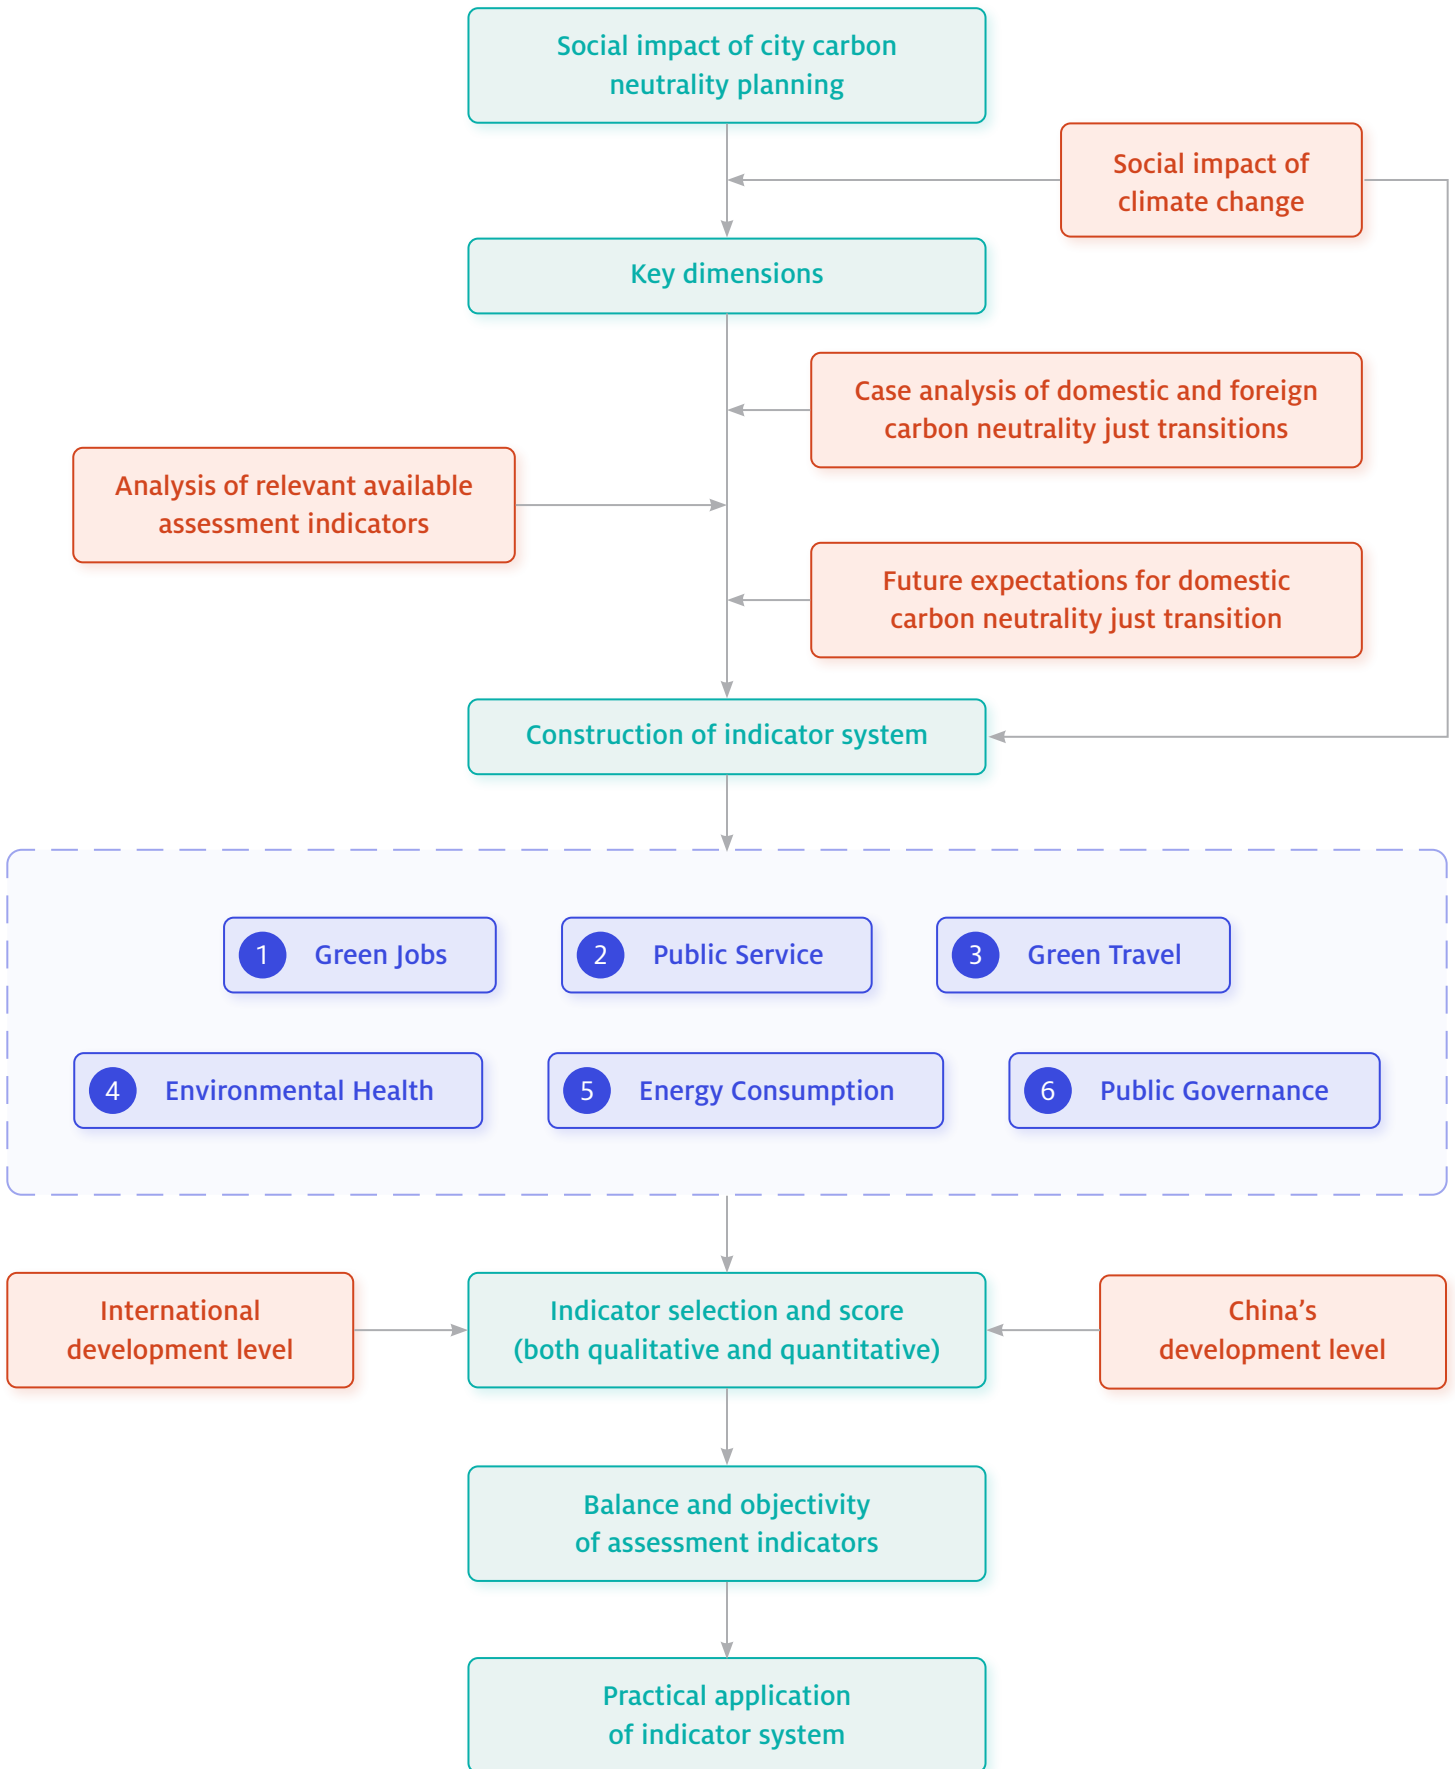 Social impact of city carbon
neutrality planning
Social impact of
climate change
Key dimensions
Case analysis of domestic and foreign
carbon neutrality just transitions
Analysis of relevant available
assessment indicators
Future expectations for domestic
carbon neutrality just transition
Construction of indicator system
1 Green Jobs
2 Public Service
3 Green Travel
4 Environmental Health
5 Energy Consumption
6 Public Governance
International
development level
Indicator selection and score
(both qualitative and quantitative)
China’s
development level
Balance and objectivity
of assessment indicators
Practical application
of indicator system